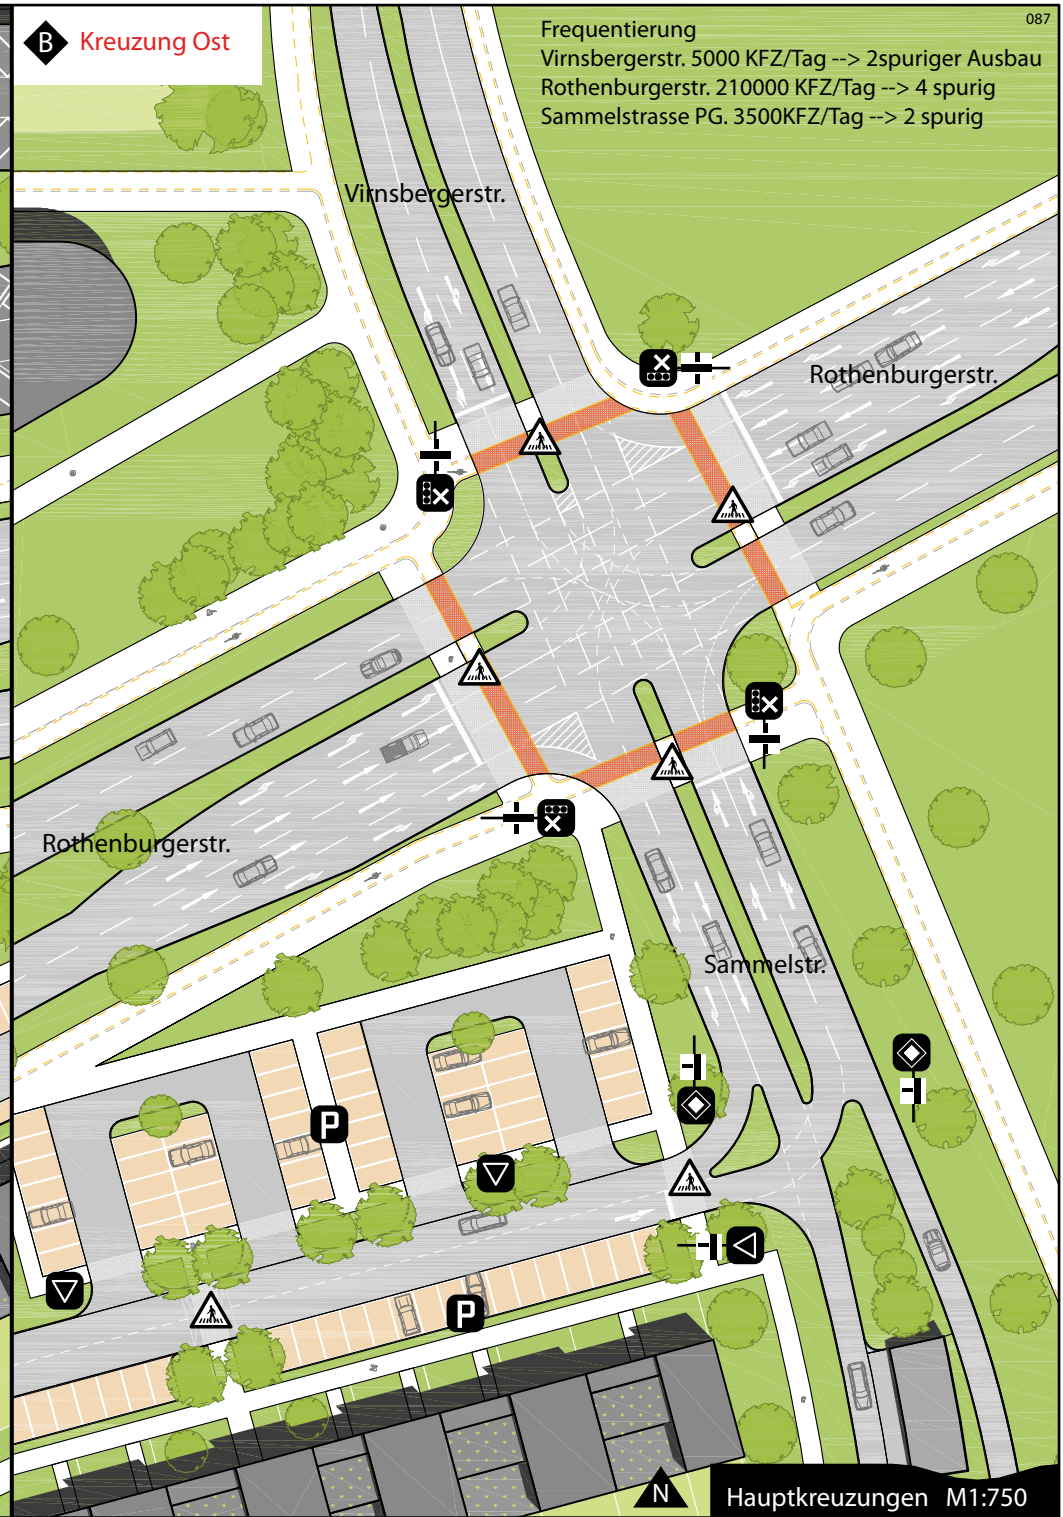 087
B Kreuzung Ost
Frequentierung
Virnsbergerstr. 5000 KFZ/Tag --> 2spuriger Ausbau
Rothenburgerstr. 210000 KFZ/Tag --> 4 spurig
Sammelstrasse PG. 3500KFZ/Tag --> 2 spurig
Virnsbergerstr.
Rothenburgerstr.
Rothenburgerstr.
Sammelstr.
P
P
N
Hauptkreuzungen M1:750